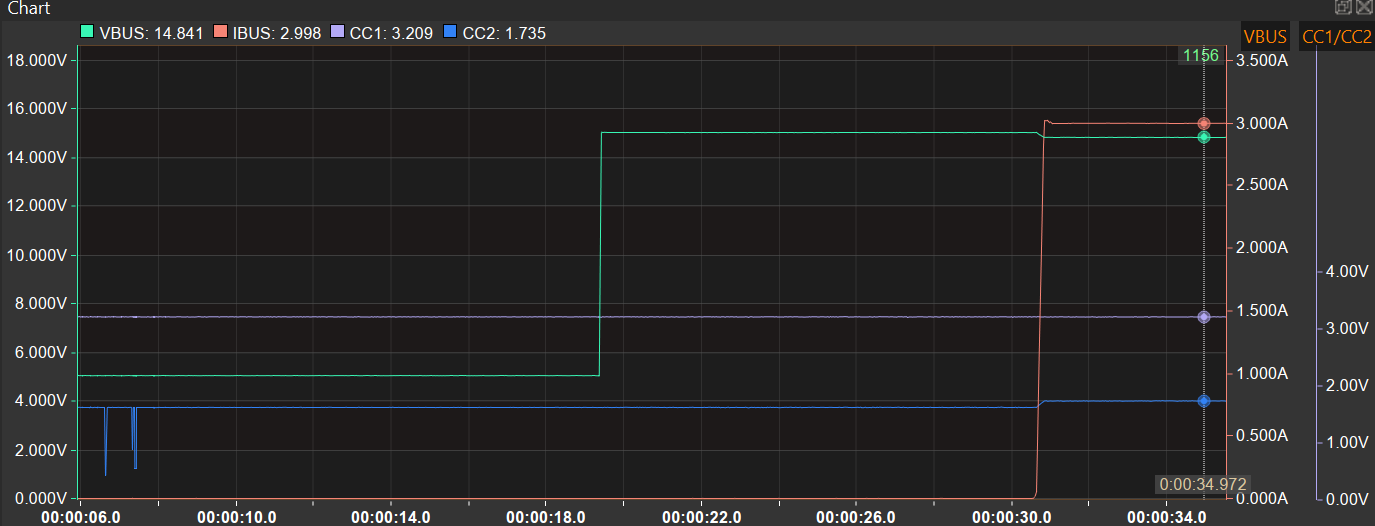 Chart
VBUS: 14.841 IBUS: 2.998 CC1: 3.209 CC2: 1.735
VBUS CC1/CC2
1156
18.000V
16.000V
14.000V
12.000V
10.000V
8.000V
6.000V
4.000V
2.000V
0.000V
3.500A
3.000A
2.500A
2.000A
1.500A
1.000A
0.500A
0.000A
4.00V
3.00V
2.00V
1.00V
0.00V
0:00:34.972
00:00:06.0 00:00:10.0 00:00:14.0 00:00:18.0 00:00:22.0 00:00:26.0 00:00:30.0 00:00:34.0